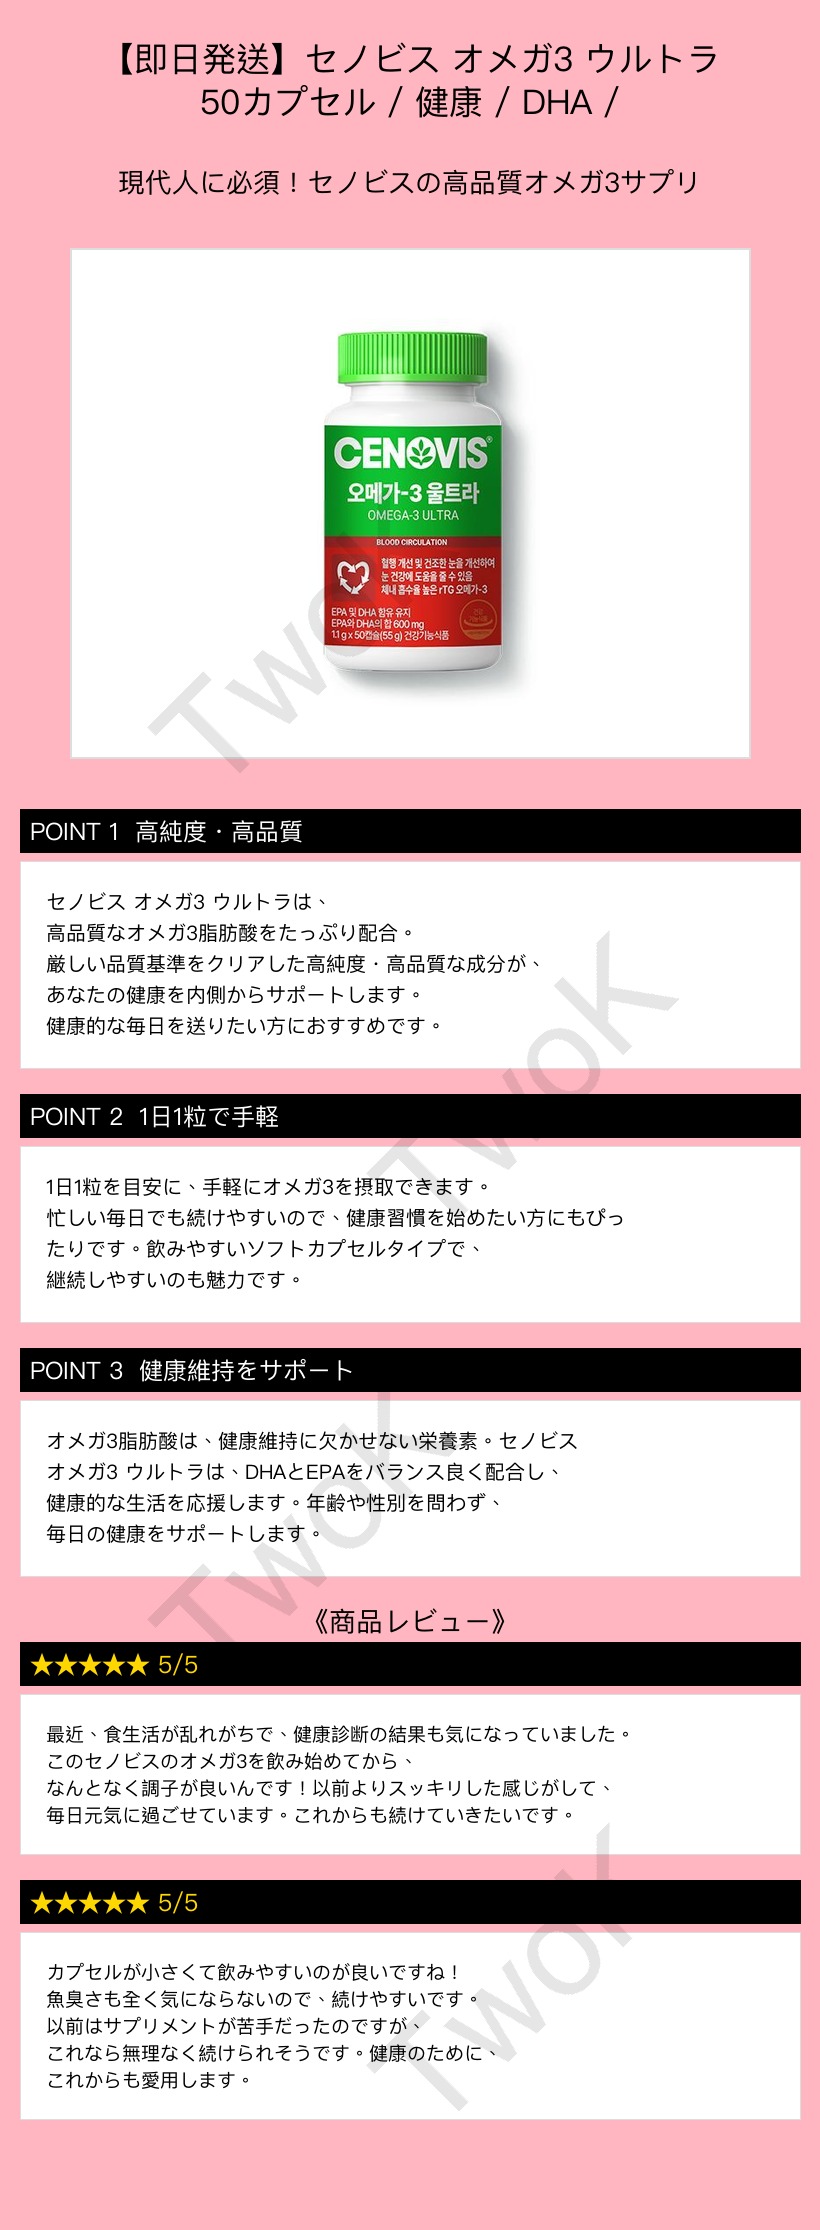 【即日発送】セノビス オメガ3 ウルトラ
50カプセル / 健康 / DHA /
現代人に必須！セノビスの高品質オメガ3サプリ
CENOVIS®
오메가-3 울트라
OMEGA-3 ULTRA
BLOOD CIRCULATION
혈행 개선 및 건조한 눈을 개선하여
눈 건강에 도움을 줄 수 있음
체내 흡수율 높은 rTG 오메가-3
EPA 및 DHA 함유 유지
EPA와 DHA의 합 600 mg
1.1 g x 50캡슐(55 g) 건강기능식품
건강
기능식품
TwoK
POINT 1 高純度・高品質
セノビス オメガ3 ウルトラは、
高品質なオメガ3脂肪酸をたっぷり配合。
厳しい品質基準をクリアした高純度・高品質な成分が、
あなたの健康を内側からサポートします。
健康的な毎日を送りたい方におすすめです。
TwoK
POINT 2 1日1粒で手軽
1日1粒を目安に、手軽にオメガ3を摂取できます。
忙しい毎日でも続けやすいので、健康習慣を始めたい方にもぴっ
たりです。飲みやすいソフトカプセルタイプで、
継続しやすいのも魅力です。
POINT 3 健康維持をサポート
オメガ3脂肪酸は、健康維持に欠かせない栄養素。セノビス
オメガ3 ウルトラは、DHAとEPAをバランス良く配合し、
健康的な生活を応援します。年齢や性別を問わず、
毎日の健康をサポートします。
TwoK
《商品レビュー》
★★★★★ 5/5
最近、食生活が乱れがちで、健康診断の結果も気になっていました。
このセノビスのオメガ3を飲み始めてから、
なんとなく調子が良いんです！以前よりスッキリした感じがして、
毎日元気に過ごせています。これからも続けていきたいです。
★★★★★ 5/5
カプセルが小さくて飲みやすいのが良いですね！
魚臭さも全く気にならないので、続けやすいです。
以前はサプリメントが苦手だったのですが、
これなら無理なく続けられそうです。健康のために、
これからも愛用します。
TwoK